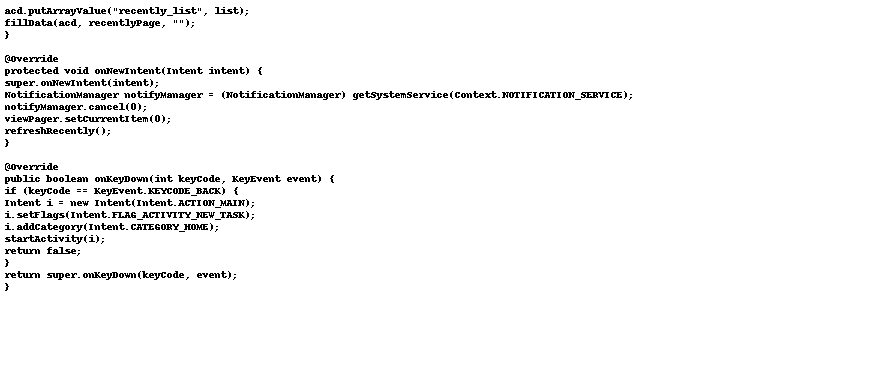 acd.putArrayValue("recently_list", list);
fillData(acd, recentlyPage, "");
}

@Override
protected void onNewIntent(Intent intent) {
super.onNewIntent(intent);
NotificationManager notifyManager = (NotificationManager) getSystemService(Context.NOTIFICATION_SERVICE);
notifyManager.cancel(0);
viewPager.setCurrentItem(0);
refreshRecently();
}

@Override
public boolean onKeyDown(int keyCode, KeyEvent event) {
if (keyCode == KeyEvent.KEYCODE_BACK) {
Intent i = new Intent(Intent.ACTION_MAIN);
i.setFlags(Intent.FLAG_ACTIVITY_NEW_TASK);
i.addCategory(Intent.CATEGORY_HOME);
startActivity(i);
return false;
}
return super.onKeyDown(keyCode, event);
}